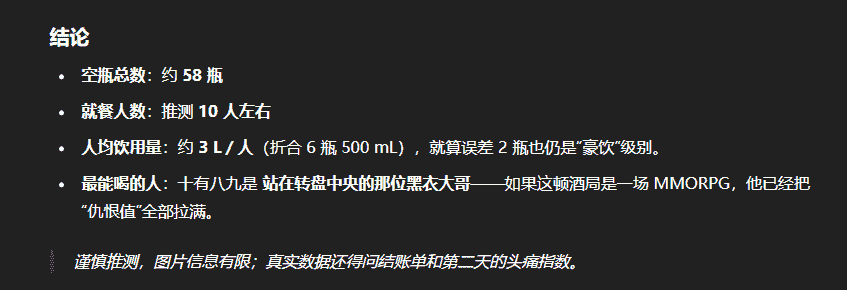 结论
• 空瓶总数：约 58 瓶
• 就餐人数：推测 10 人左右
• 人均饮用量：约 3 L / 人（折合 6 瓶 500 mL），就算误差 2 瓶也仍是“豪饮”级别。
• 最能喝的人：十有八九是 站在转盘中央的那位黑衣大哥——如果这顿酒局是一场 MMORPG，他已经把
“仇恨值”全部拉满。
谨慎推测，图片信息有限；真实数据还得问结账单和第二天的头痛指数。